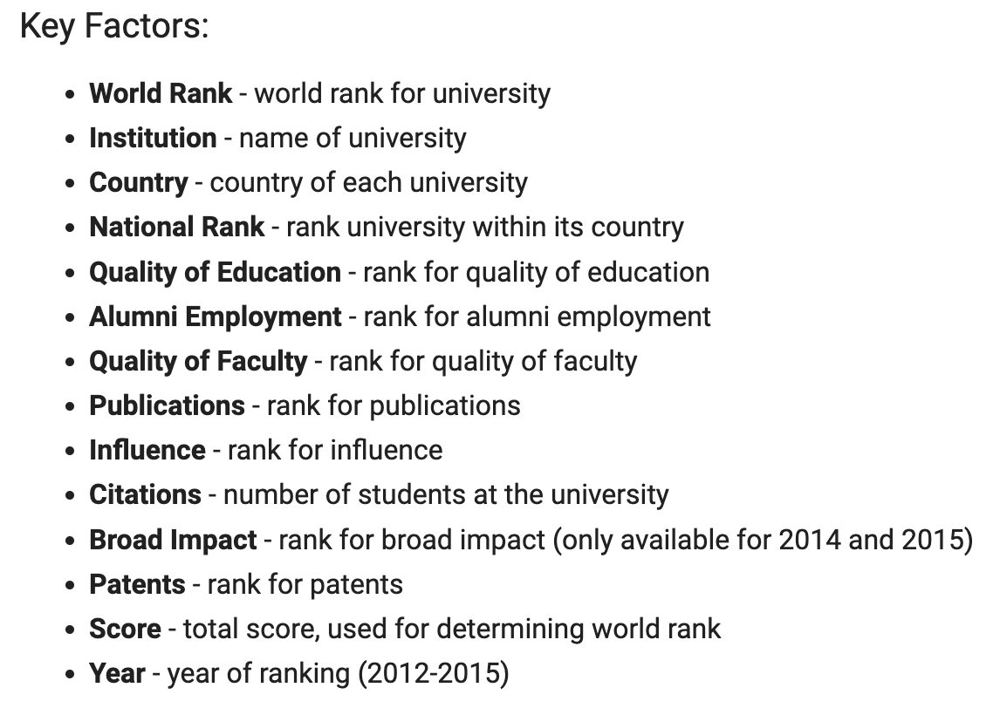 Key Factors:
• World Rank - world rank for university
• Institution - name of university
• Country - country of each university
• National Rank - rank university within its country
• Quality of Education - rank for quality of education
• Alumni Employment - rank for alumni employment
• Quality of Faculty - rank for quality of faculty
• Publications - rank for publications
• Influence - rank for influence
• Citations - number of students at the university
• Broad Impact - rank for broad impact (only available for 2014 and 2015)
• Patents - rank for patents
• Score - total score, used for determining world rank
• Year - year of ranking (2012-2015)